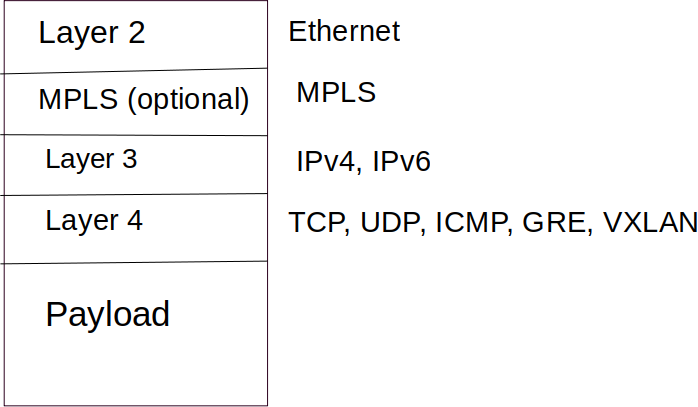 Layer 2 Ethernet
MPLS (optional) MPLS
Layer 3 IPv4, IPv6
Layer 4 TCP, UDP, ICMP, GRE, VXLAN
Payload